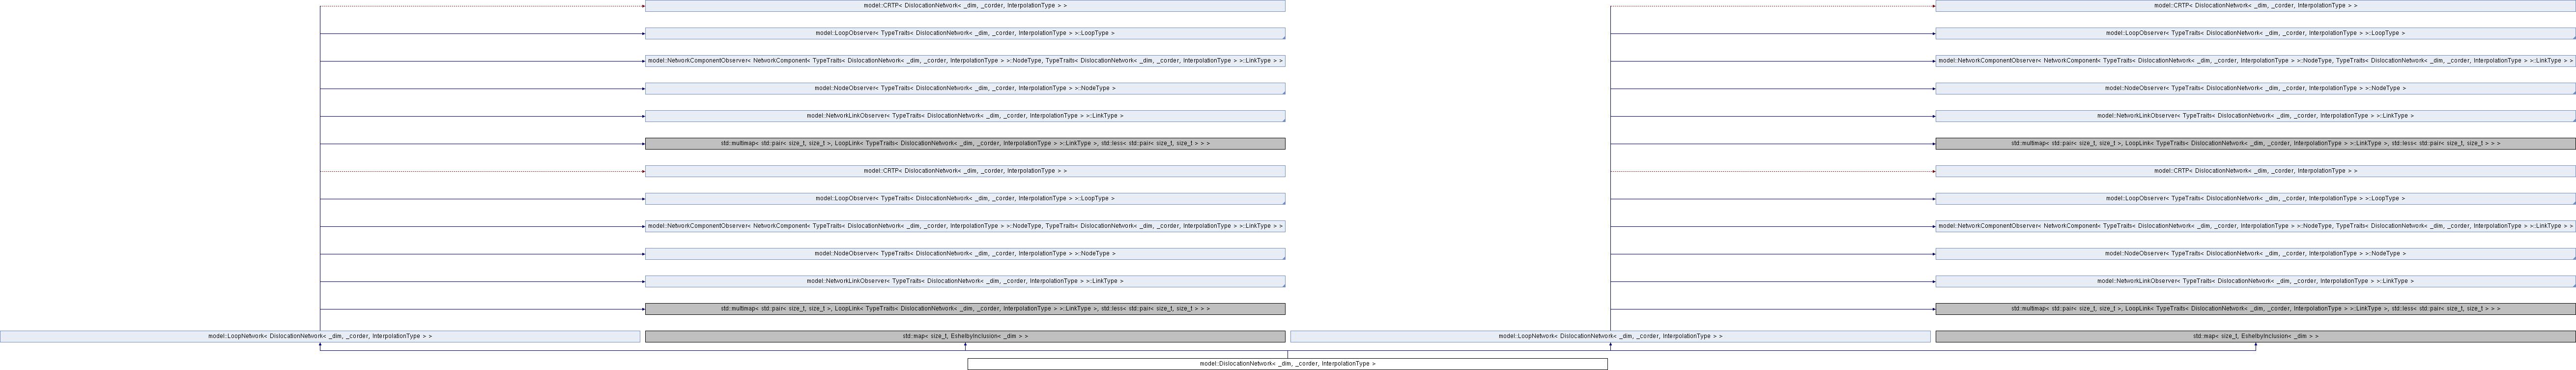 model::CRTP< DislocationNetwork< _dim, _corder, InterpolationType > >
model::CRTP< DislocationNetwork< _dim, _corder, InterpolationType > >
model::LoopObserver< TypeTraits< DislocationNetwork< _dim, _corder, InterpolationType > >::LoopType >
model::LoopObserver< TypeTraits< DislocationNetwork< _dim, _corder, InterpolationType > >::LoopType >
model::NetworkComponentObserver< NetworkComponent< TypeTraits< DislocationNetwork< _dim, _corder, InterpolationType > >::NodeType, TypeTraits< DislocationNetwork< _dim, _corder, InterpolationType > >::LinkType > >
model::NetworkComponentObserver< NetworkComponent< TypeTraits< DislocationNetwork< _dim, _corder, InterpolationType > >::NodeType, TypeTraits< DislocationNetwork< _dim, _corder, InterpolationType > >::LinkType > >
model::NodeObserver< TypeTraits< DislocationNetwork< _dim, _corder, InterpolationType > >::NodeType >
model::NodeObserver< TypeTraits< DislocationNetwork< _dim, _corder, InterpolationType > >::NodeType >
model::NetworkLinkObserver< TypeTraits< DislocationNetwork< _dim, _corder, InterpolationType > >::LinkType >
model::NetworkLinkObserver< TypeTraits< DislocationNetwork< _dim, _corder, InterpolationType > >::LinkType >
std::multimap< std::pair< size_t, size_t >, LoopLink< TypeTraits< DislocationNetwork< _dim, _corder, InterpolationType > >::LinkType >, std::less< std::pair< size_t, size_t > > >
std::multimap< std::pair< size_t, size_t >, LoopLink< TypeTraits< DislocationNetwork< _dim, _corder, InterpolationType > >::LinkType >, std::less< std::pair< size_t, size_t > > >
model::CRTP< DislocationNetwork< _dim, _corder, InterpolationType > >
model::CRTP< DislocationNetwork< _dim, _corder, InterpolationType > >
model::LoopObserver< TypeTraits< DislocationNetwork< _dim, _corder, InterpolationType > >::LoopType >
model::LoopObserver< TypeTraits< DislocationNetwork< _dim, _corder, InterpolationType > >::LoopType >
model::NetworkComponentObserver< NetworkComponent< TypeTraits< DislocationNetwork< _dim, _corder, InterpolationType > >::NodeType, TypeTraits< DislocationNetwork< _dim, _corder, InterpolationType > >::LinkType > >
model::NetworkComponentObserver< NetworkComponent< TypeTraits< DislocationNetwork< _dim, _corder, InterpolationType > >::NodeType, TypeTraits< DislocationNetwork< _dim, _corder, InterpolationType > >::LinkType > >
model::NodeObserver< TypeTraits< DislocationNetwork< _dim, _corder, InterpolationType > >::NodeType >
model::NodeObserver< TypeTraits< DislocationNetwork< _dim, _corder, InterpolationType > >::NodeType >
model::NetworkLinkObserver< TypeTraits< DislocationNetwork< _dim, _corder, InterpolationType > >::LinkType >
model::NetworkLinkObserver< TypeTraits< DislocationNetwork< _dim, _corder, InterpolationType > >::LinkType >
std::multimap< std::pair< size_t, size_t >, LoopLink< TypeTraits< DislocationNetwork< _dim, _corder, InterpolationType > >::LinkType >, std::less< std::pair< size_t, size_t > > >
std::multimap< std::pair< size_t, size_t >, LoopLink< TypeTraits< DislocationNetwork< _dim, _corder, InterpolationType > >::LinkType >, std::less< std::pair< size_t, size_t > > >
model::LoopNetwork< DislocationNetwork< _dim, _corder, InterpolationType > >
std::map< size_t, EshelbyInclusion< _dim > >
model::LoopNetwork< DislocationNetwork< _dim, _corder, InterpolationType > >
std::map< size_t, EshelbyInclusion< _dim > >
model::DislocationNetwork< _dim, _corder, InterpolationType >